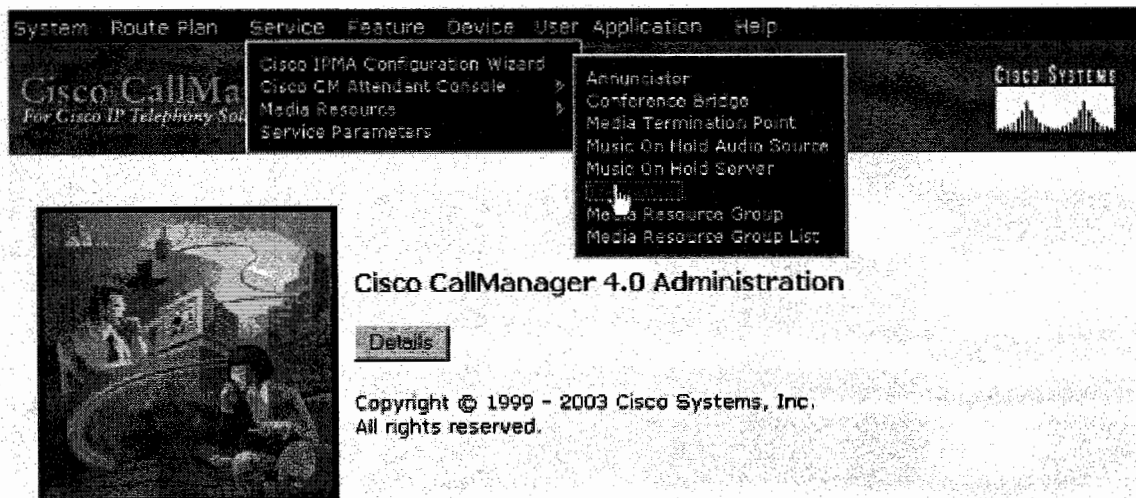 System Route Plan Service Feature Device User Application Help
Cisco CallMa
For Cisco IP Telephony Sol
Cisco IPMA Configuration Wizard
Cisco CM Attendant Console
Media Resource
Service Parameters
Annunciator
Conference Bridge
Media Termination Point
Music On Hold Audio Source
Music On Hold Server
Media Resource Group
Media Resource Group List
CISCO SYSTEMS
Cisco CallManager 4.0 Administration
Details
Copyright © 1999 - 2003 Cisco Systems, Inc.
All rights reserved.